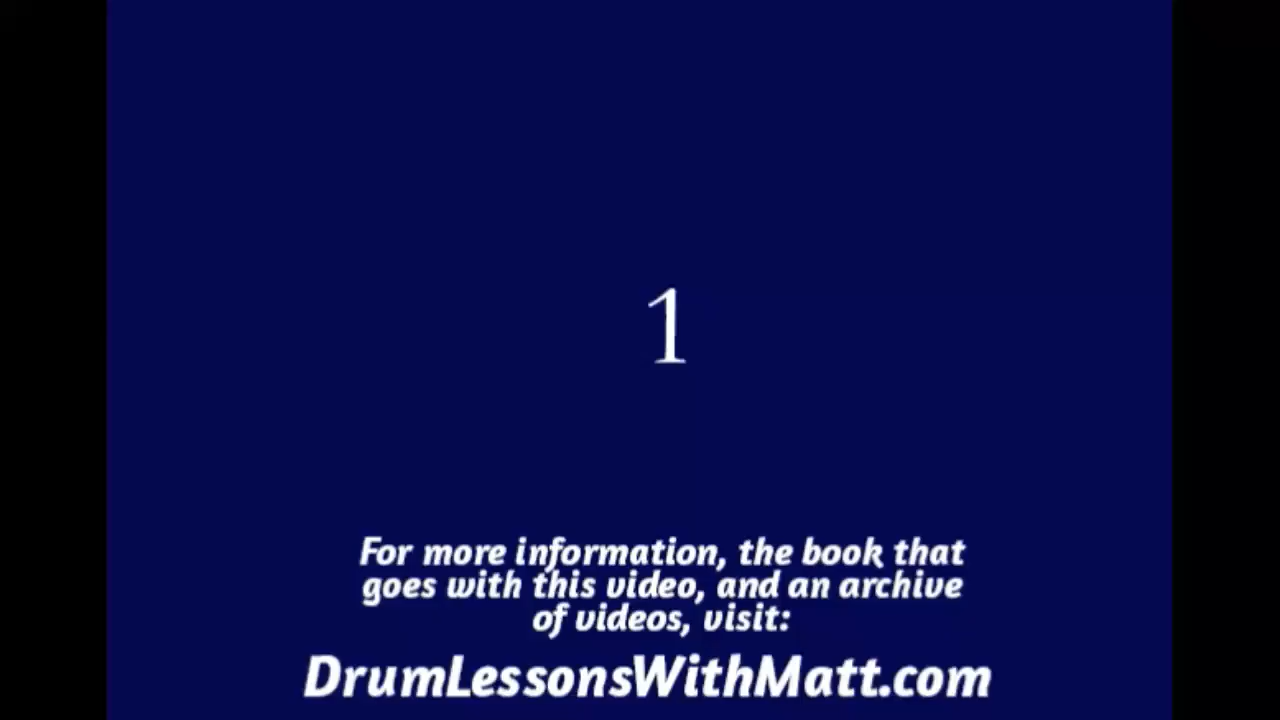 1
For more information, the book that
goes with this video, and an archive
of videos, visit:
DrumLessonsWithMatt.com